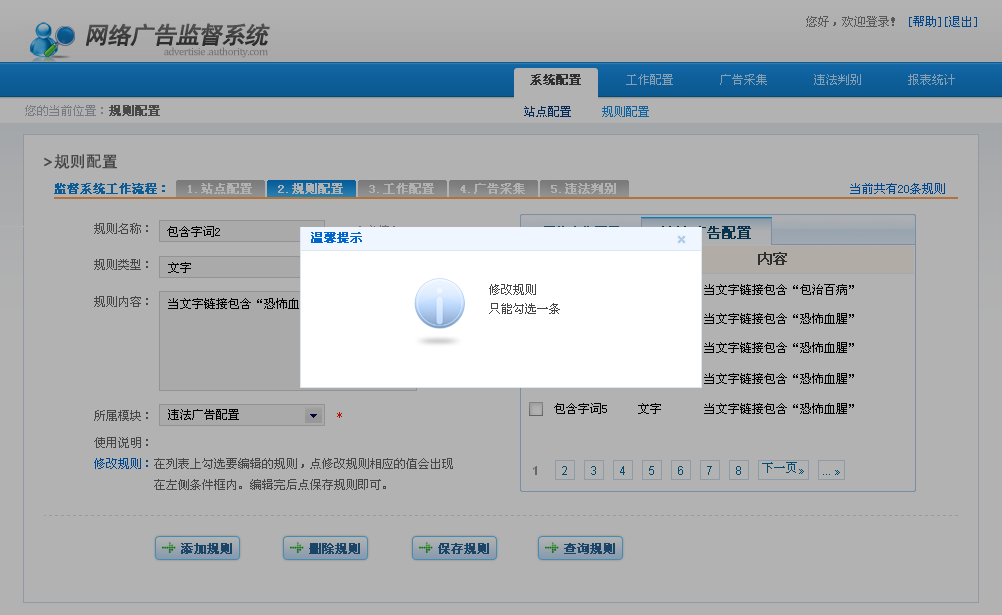 网络广告监督系统
advertisie.authority.com
您好，欢迎登录! [帮助][退出]
系统配置 工作配置 广告采集 违法判别 报表统计
您的当前位置：规则配置
站点配置 规则配置
>规则配置
监督系统工作流程： 1.站点配置 2.规则配置 3.工作配置 4.广告采集 5.违法判别
当前共有20条规则
规则名称： 包含字词2
规则类型： 文字
规则内容： 当文字链接包含“恐怖血
广告配置
内容
当文字链接包含“包治百病”
当文字链接包含“恐怖血腥”
当文字链接包含“恐怖血腥”
当文字链接包含“恐怖血腥”
包含字词5 文字 当文字链接包含“恐怖血腥”
1 2 3 4 5 6 7 8 下一页» ... »
温馨提示 ×
修改规则
只能勾选一条
所属模块： 违法广告配置 *
使用说明：
修改规则：在列表上勾选要编辑的规则，点修改规则相应的值会出现
在左侧条件框内。编辑完后点保存规则即可。
添加规则 删除规则 保存规则 查询规则